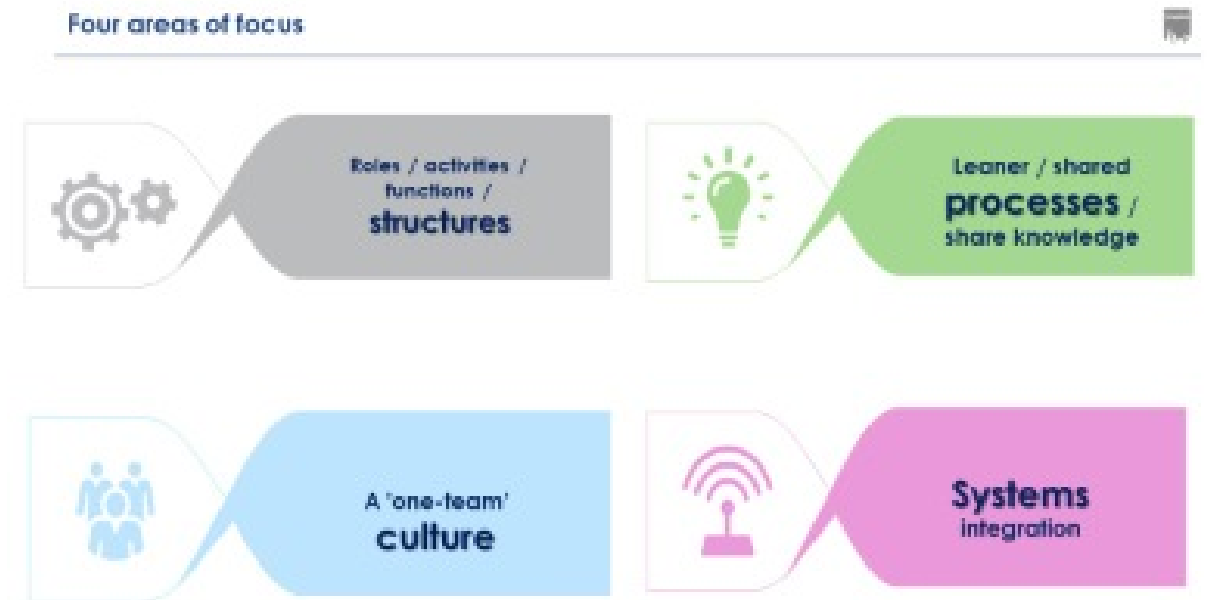 Four areas of focus
Roles / activities /
functions /
structures
Leaner / shared
processes /
share knowledge
A 'one-team'
culture
Systems
integration